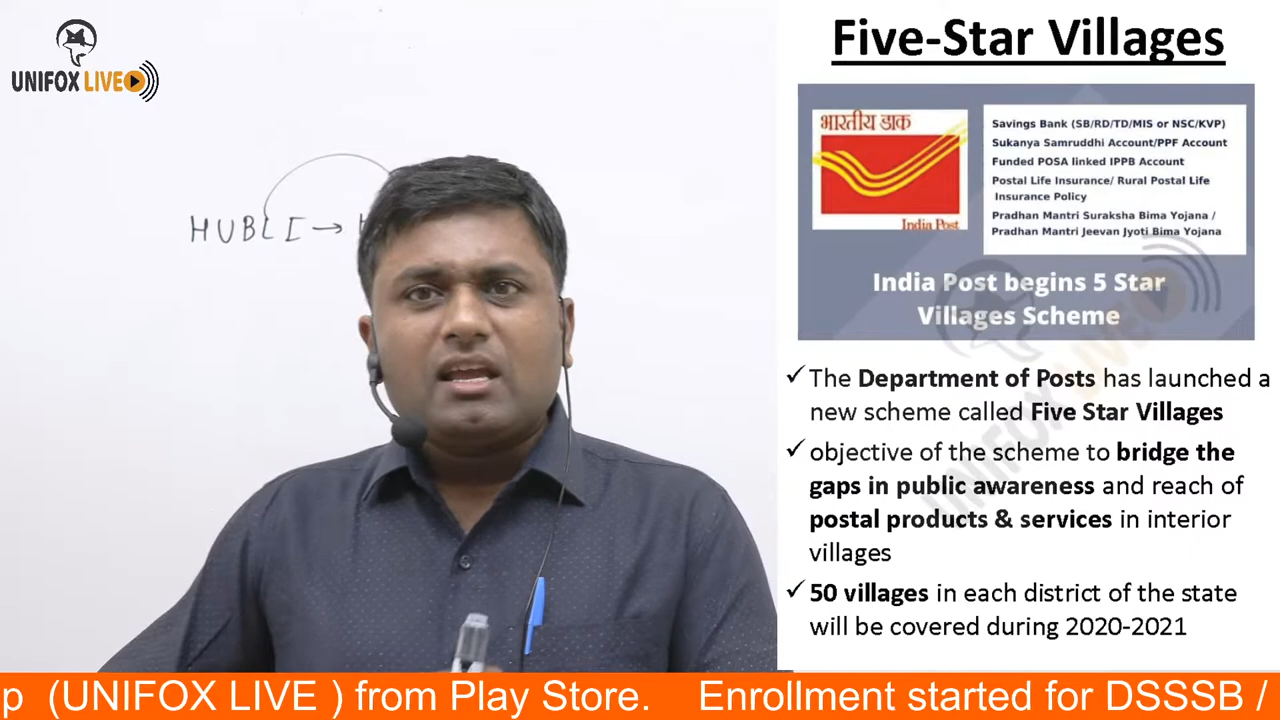 UNIFOX LIVE
HUBLI →
Five-Star Villages
भारतीय डाक
India Post
Savings Bank (SB/RD/TD/MIS or NSC/KVP)
Sukanya Samruddhi Account/PPF Account
Funded POSA linked IPPB Account
Postal Life Insurance/ Rural Postal Life
Insurance Policy
Pradhan Mantri Suraksha Bima Yojana /
Pradhan Mantri Jeevan Jyoti Bima Yojana
India Post begins 5 Star
Villages Scheme
UNIFOX LIVE
✓ The Department of Posts has launched a
new scheme called Five Star Villages
✓ objective of the scheme to bridge the
gaps in public awareness and reach of
postal products & services in interior
villages
✓ 50 villages in each district of the state
will be covered during 2020-2021
p (UNIFOX LIVE ) from Play Store. Enrollment started for DSSSB /